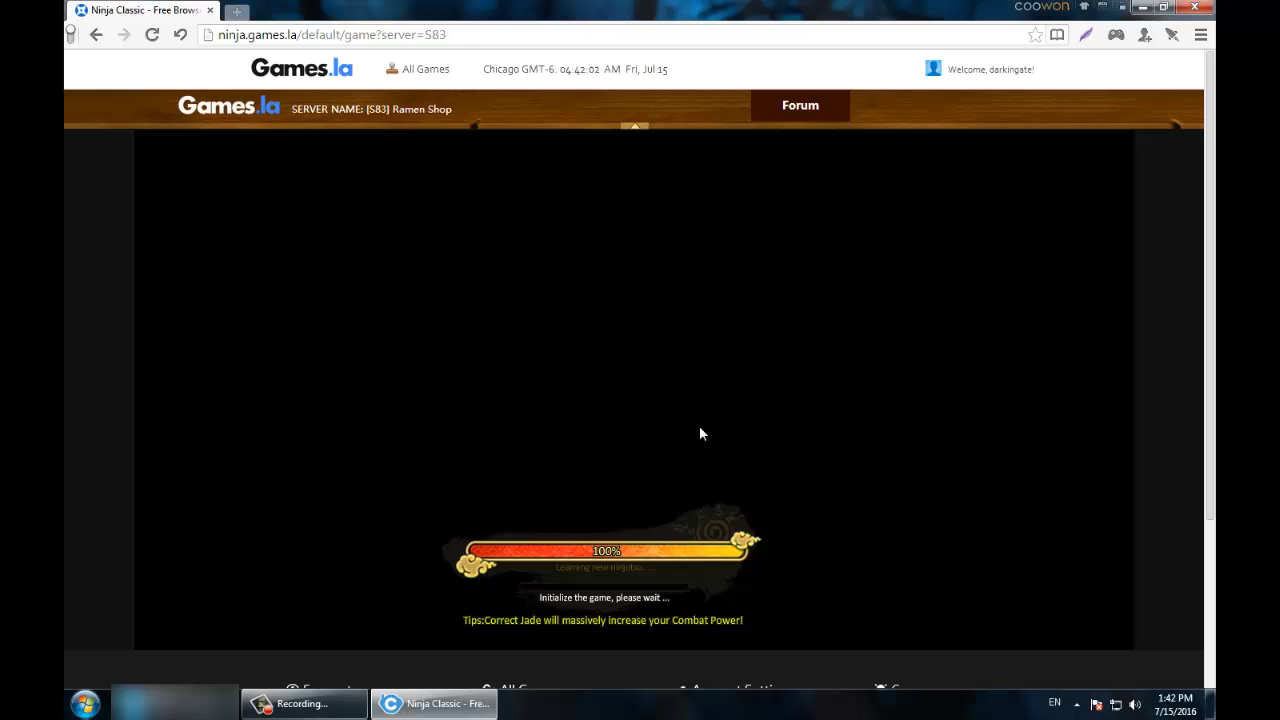 Ninja Classic - Free Brows
coowon
ninja.games.la/default/game?server=S83
Games.la
All Games
Chicago GMT-6: 04:42:02 AM Fri, Jul 15
Welcome, darkingate!
Games.la
SERVER NAME: [S83] Ramen Shop
Forum
100%
Learning new ninjutsu......
Initialize the game, please wait ...
Tips:Correct Jade will massively increase your Combat Power!
Recording...
Ninja Classic - Fre...
EN
1:42 PM
7/15/2016